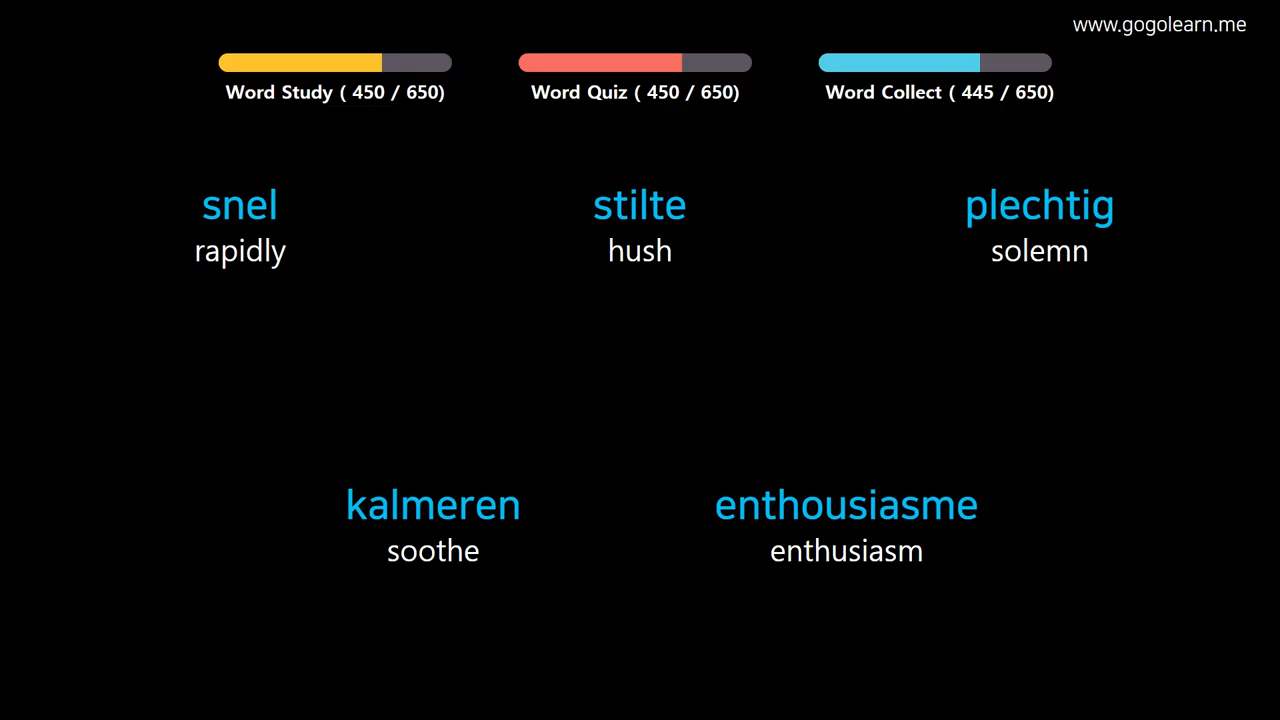 www.gogolearn.me
Word Study ( 450 / 650)
Word Quiz ( 450 / 650)
Word Collect ( 445 / 650)
snel
rapidly
stilte
hush
plechtig
solemn
kalmeren
soothe
enthousiasme
enthusiasm